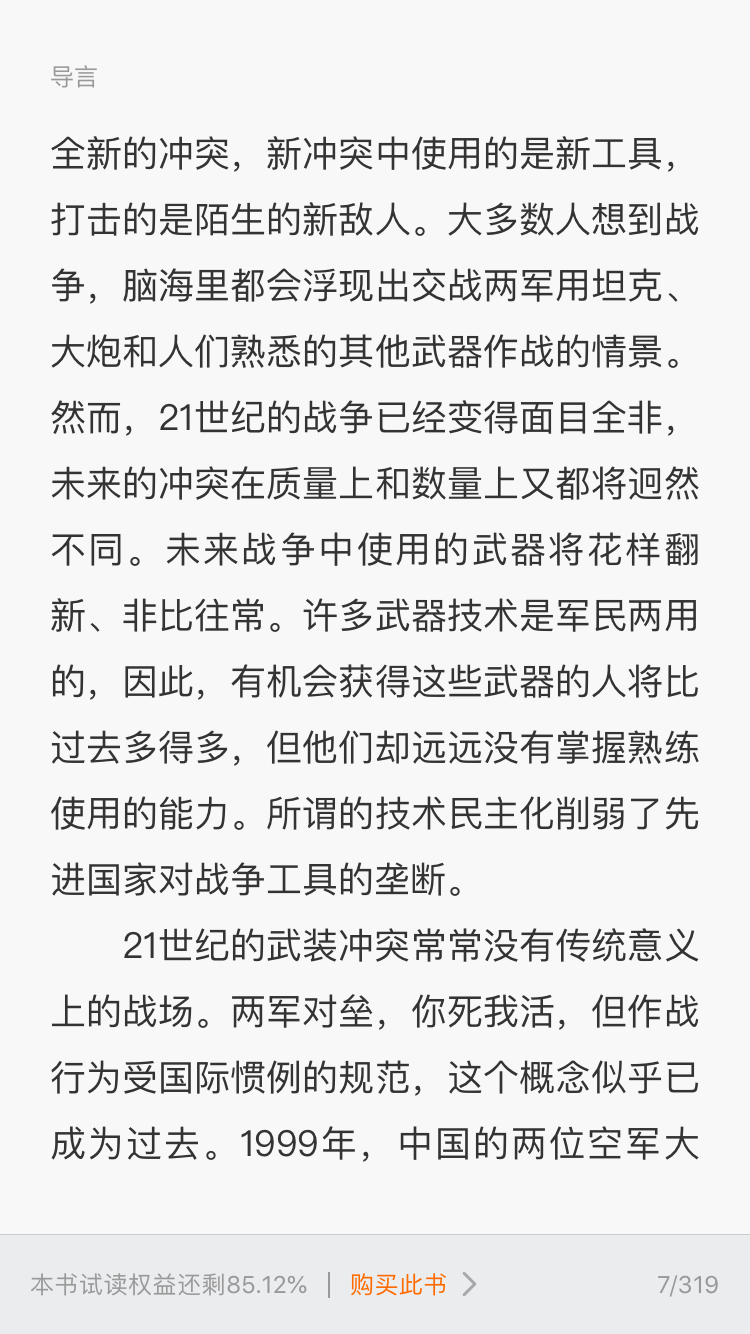 导言
全新的冲突，新冲突中使用的是新工具，
打击的是陌生的新敌人。大多数人想到战
争，脑海里都会浮现出交战两军用坦克、
大炮和人们熟悉的其他武器作战的情景。
然而，21世纪的战争已经变得面目全非，
未来的冲突在质量上和数量上又都将迥然
不同。未来战争中使用的武器将花样翻
新、非比往常。许多武器技术是军民两用
的，因此，有机会获得这些武器的人将比
过去多得多，但他们却远远没有掌握熟练
使用的能力。所谓的技术民主化削弱了先
进国家对战争工具的垄断。
21世纪的武装冲突常常没有传统意义
上的战场。两军对垒，你死我活，但作战
行为受国际惯例的规范，这个概念似乎已
成为过去。1999年，中国的两位空军大
本书试读权益还剩85.12% | 购买此书 > 7/319